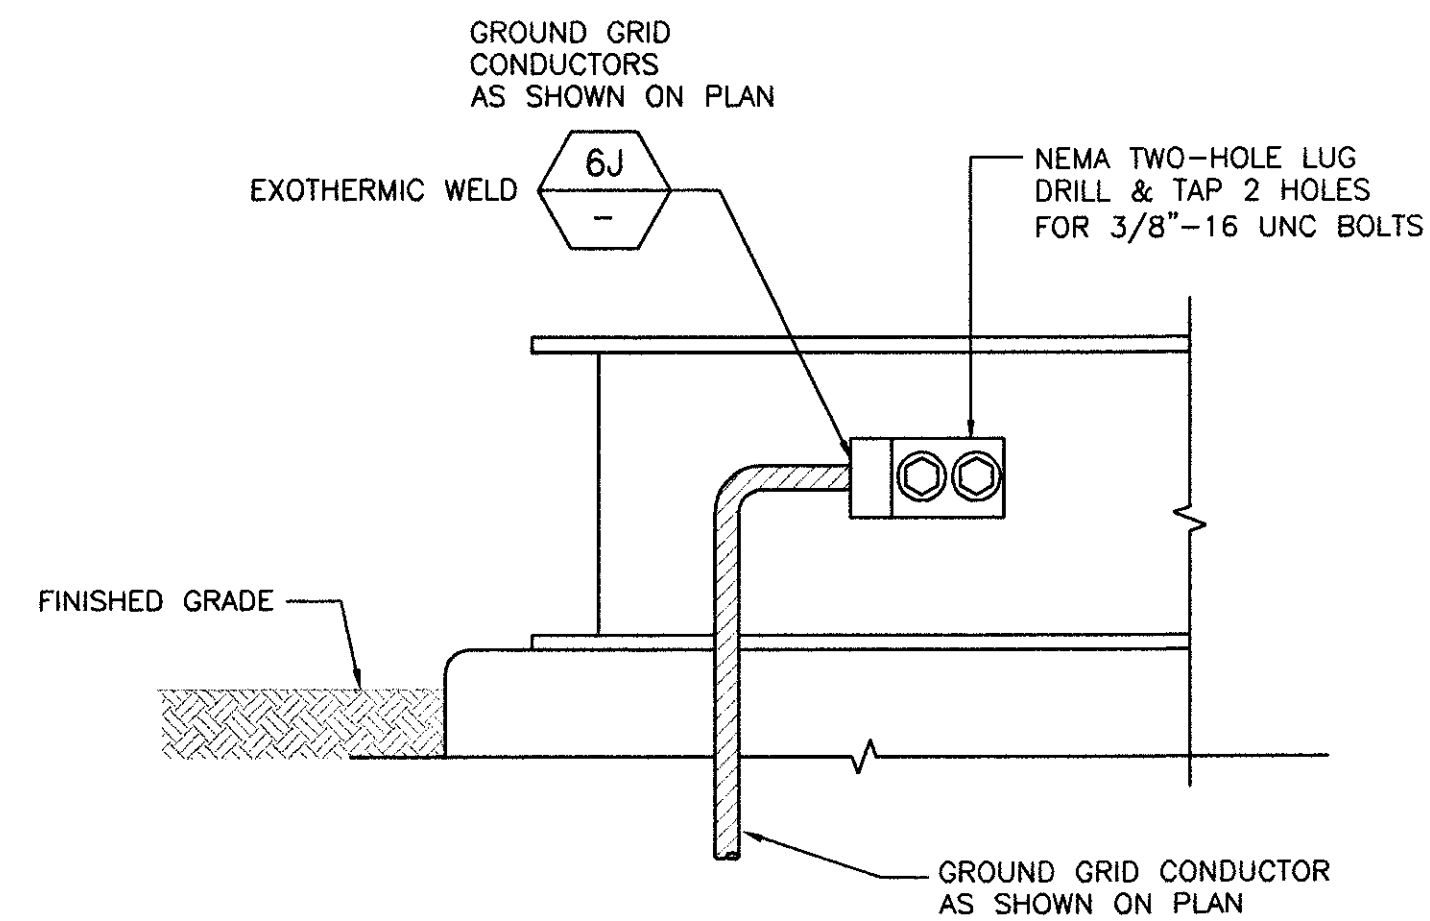 GROUND GRID
CONDUCTORS
AS SHOWN ON PLAN
EXOTHERMIC WELD
6J
-
NEMA TWO-HOLE LUG
DRILL & TAP 2 HOLES
FOR 3/8"-16 UNC BOLTS
FINISHED GRADE
GROUND GRID CONDUCTOR
AS SHOWN ON PLAN